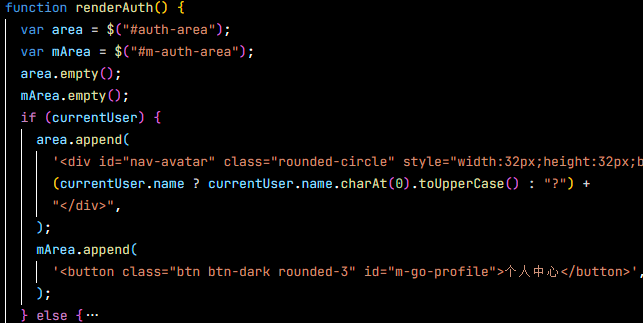 function renderAuth() {
var area = $("#auth-area");
var mArea = $("#m-auth-area");
area.empty();
mArea.empty();
if (currentUser) {
area.append(
'<div id="nav-avatar" class="rounded-circle" style="width:32px;height:32px;b
(currentUser.name ? currentUser.name.charAt(0).toUpperCase() : "?") +
"</div>",
);
mArea.append(
'<button class="btn btn-dark rounded-3" id="m-go-profile">个人中心</button>',
);
} else {⋯